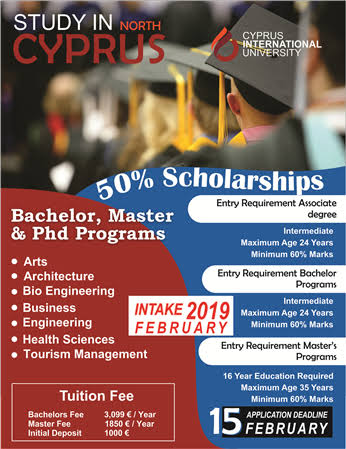 STUDY IN NORTH
CYPRUS
CYPRUS
INTERNATIONAL
UNIVERSITY
50% Scholarships
Bachelor, Master
& Phd Programs
• Arts
• Architecture
• Bio Engineering
• Business
• Engineering
• Health Sciences
• Tourism Management
INTAKE 2019
FEBRUARY
Entry Requirement Associate
degree
Intermediate
Maximum Age 24 Years
Minimum 60% Marks
Entry Requirement Bachelor
Programs
Intermediate
Maximum Age 24 Years
Minimum 60% Marks
Entry Requirement Master's
Programs
16 Year Education Required
Maximum Age 35 Years
Minimum 60% Marks
Tuition Fee
Bachelors Fee 3,099 € / Year
Master Fee 1850 € / Year
Initial Deposit 1000 €
15 APPLICATION DEADLINE
FEBRUARY